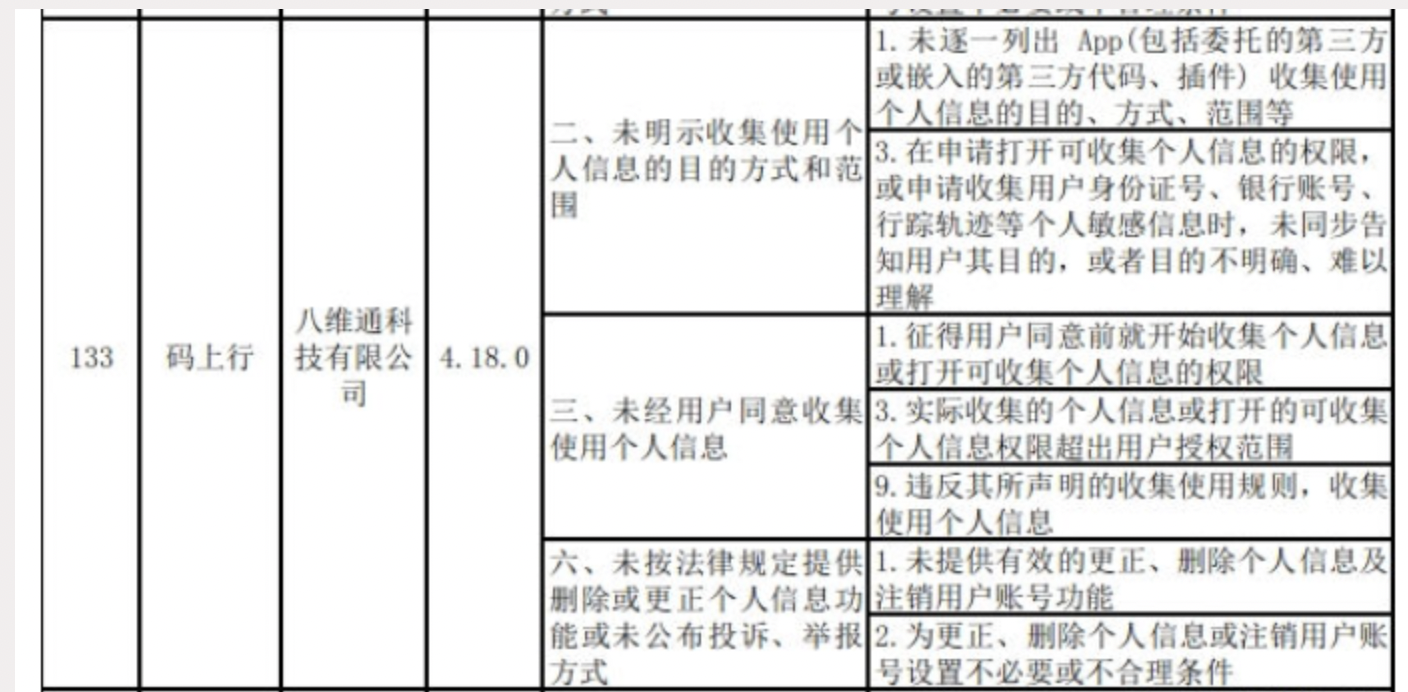 133
码上行
八维通科
技有限公
司
4.18.0
二、未明示收集使用个
人信息的目的方式和范
围
1.未逐一列出 App(包括委托的第三方
或嵌入的第三方代码、插件) 收集使用
个人信息的目的、方式、范围等
3.在申请打开可收集个人信息的权限，
或申请收集用户身份证号、银行账号、
行踪轨迹等个人敏感信息时，未同步告
知用户其目的，或者目的不明确、难以
理解
三、未经用户同意收集
使用个人信息
1.征得用户同意前就开始收集个人信息
或打开可收集个人信息的权限
3.实际收集的个人信息或打开的可收集
个人信息权限超出用户授权范围
9.违反其所声明的收集使用规则，收集
使用个人信息
六、未按法律规定提供
删除或更正个人信息功
能或未公布投诉、举报
方式
1.未提供有效的更正、删除个人信息及
注销用户账号功能
2.为更正、删除个人信息或注销用户账
号设置不必要或不合理条件